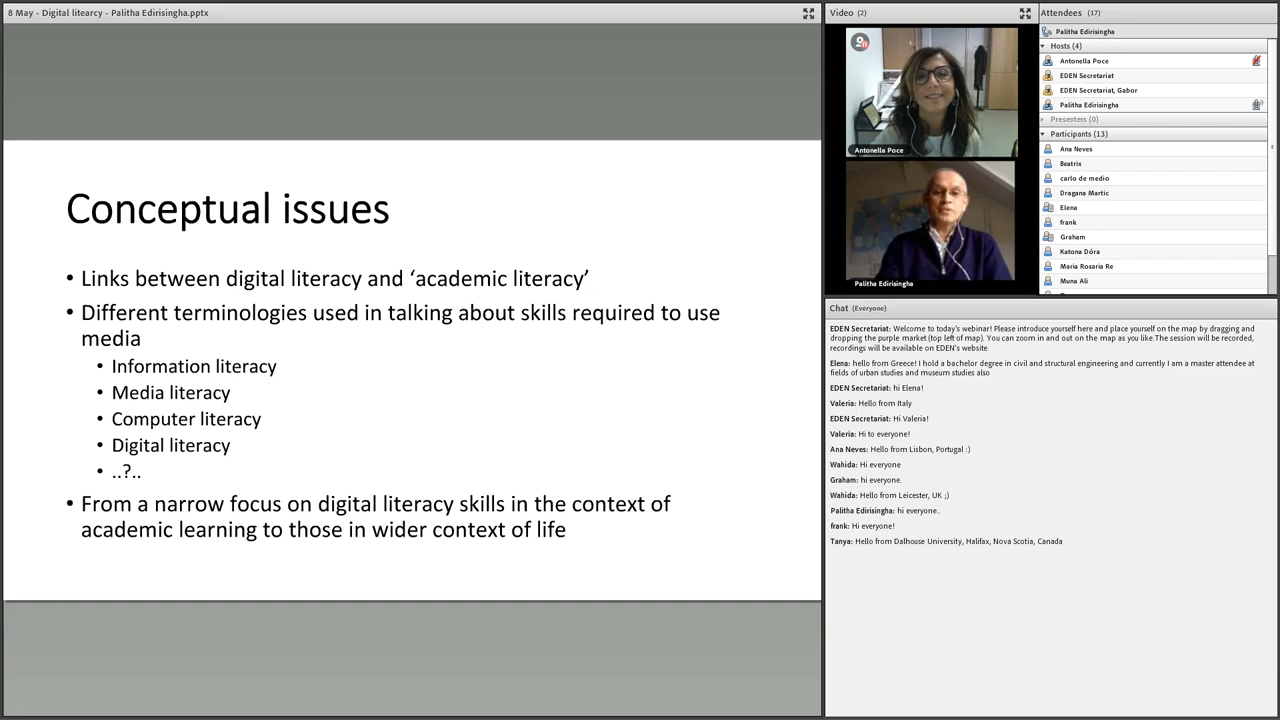 8 May - Digital litearcy - Palitha Edirisingha.pptx
Conceptual issues
• Links between digital literacy and ‘academic literacy’
• Different terminologies used in talking about skills required to use
media
• Information literacy
• Media literacy
• Computer literacy
• Digital literacy
• ..?..
• From a narrow focus on digital literacy skills in the context of
academic learning to those in wider context of life
Video (2)
Antonella Poce
Palitha Edirisingha
Attendees (17)
Palitha Edirisingha
Hosts (4)
Antonella Poce
EDEN Secretariat
EDEN Secretariat, Gabor
Palitha Edirisingha
Presenters (0)
Participants (13)
Ana Neves
Beatrix
carlo de medio
Dragana Martic
Elena
frank
Graham
Katona Dóra
Maria Rosaria Re
Muna Ali
Chat (Everyone)
EDEN Secretariat: Welcome to today's webinar! Please introduce yourself here and place yourself on the map by dragging and
dropping the purple market (top left of map). You can zoom in and out on the map as you like.The session will be recorded,
recordings will be available on EDEN's website.
Elena: hello from Greece! I hold a bachelor degree in civil and structural engineering and currently I am a master attendee at
fields of urban studies and museum studies also
EDEN Secretariat: hi Elena!
Valeria: Hello from Italy
EDEN Secretariat: Hi Valeria!
Valeria: Hi to everyone!
Ana Neves: Hello from Lisbon, Portugal :)
Wahida: Hi everyone
Graham: hi everyone.
Wahida: Hello from Leicester, UK ;)
Palitha Edirisingha: hi everyone..
frank: Hi everyone!
Tanya: Hello from Dalhouse University, Halifax, Nova Scotia, Canada